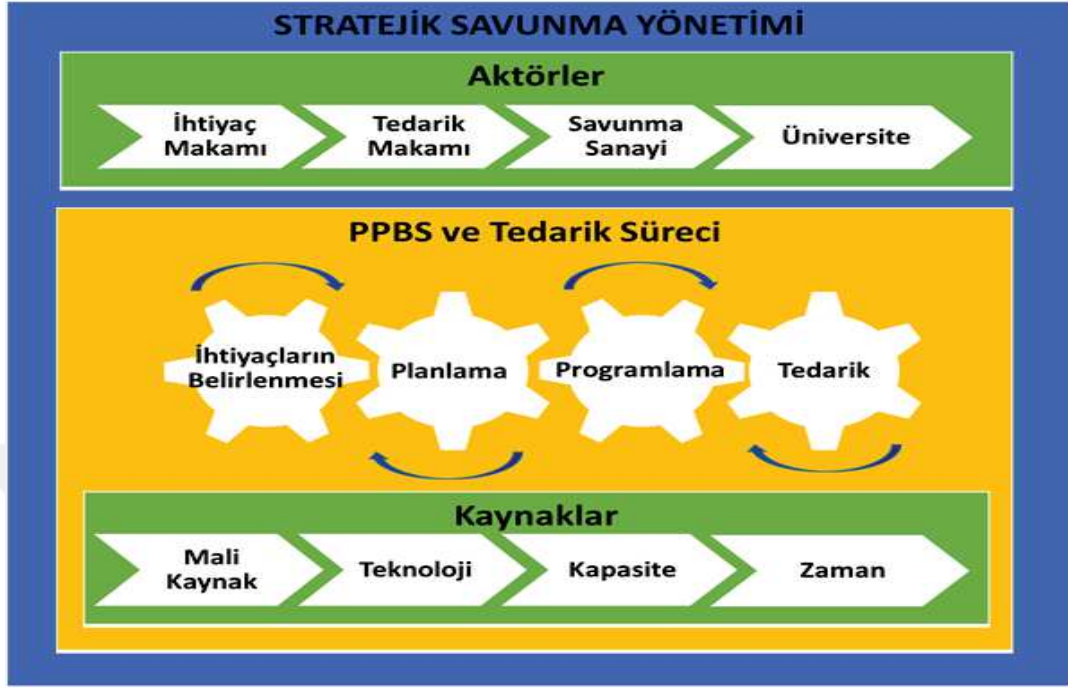 STRATEJİK SAVUNMA YÖNETİMİ
Aktörler
İhtiyaç
Makamı
Tedarik
Makamı
Savunma
Sanayi
Üniversite
PPBS ve Tedarik Süreci
İhtiyaçların
Belirlenmesi
Planlama
Programlama
Tedarik
Kaynaklar
Mali
Kaynak
Teknoloji
Kapasite
Zaman